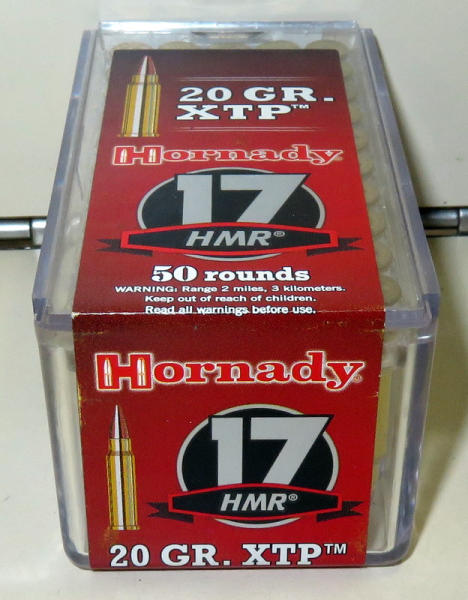 20 GR.
XTP™
Hornady
17
HMR®
50 rounds
WARNING: Range 2 miles, 3 kilometers.
Keep out of reach of children.
Read all warnings before use.
Hornady®
17
HMR®
20 GR. XTP™